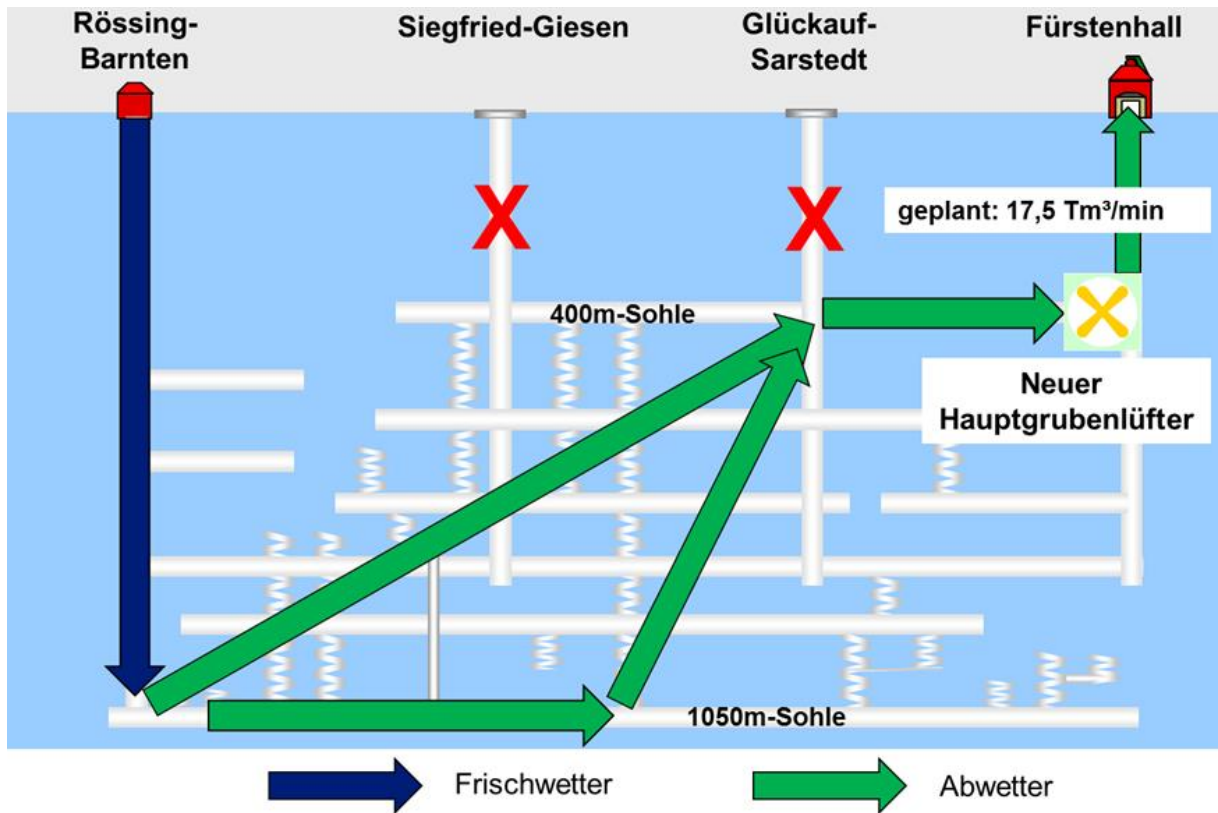 Rössing-
Barnten
Siegfried-Giesen
Glückauf-
Sarstedt
Fürstenhall
geplant: 17,5 Tm³/min
400m-Sohle
Neuer
Hauptgrubenlüfter
1050m-Sohle
Frischwetter
Abwetter